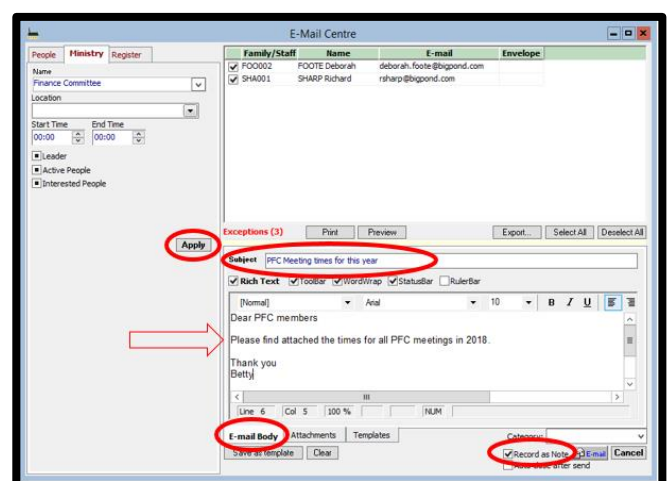 E-Mail Centre
People Ministry Register
Name
Finance Committee
Location
Start Time End Time
00:00 00:00
Leader
Active People
Interested People
Apply
Family/Staff Name E-mail Envelope
FOO002 FOOTE Deborah deborah.foote@bigpond.com
SHA001 SHARP Richard rsharp@bigpond.com
Exceptions (3) Print Preview Export... Select All Deselect All
Subject PFC Meeting times for this year
Rich Text ToolBar WordWrap StatusBar RulerBar
[Normal] Arial 10 B I U
Dear PFC members
Please find attached the times for all PFC meetings in 2018.
Thank you
Betty
Line 6 Col 5 100 % NUM
E-mail Body Attachments Templates Category:
Save as template Clear Record as Note E-mail Cancel
Auto close after send